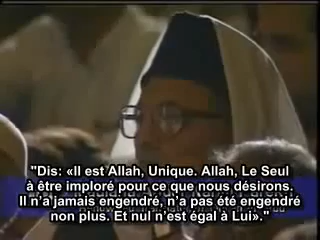 "Dis: «Il est Allah, Unique. Allah, Le Seul
à être imploré pour ce que nous désirons.
Il n'a jamais engendré, n'a pas été engendré
non plus. Et nul n'est égal à Lui»."